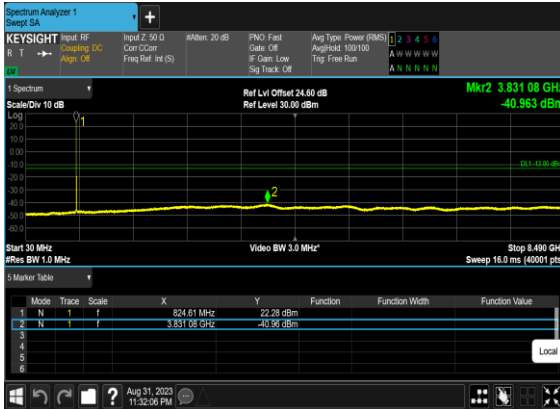 Spectrum Analyzer 1
Swept SA
+
KEYSIGHT Input: RF Input Z: 50 Ω #Atten: 20 dB PNO: Fast Avg Type: Power (RMS) 1 2 3 4 5 6
R T Coupling: DC Corr CCorr Gate: Off Avg|Hold: 100/100 A W W W W W
Align: Off Freq Ref: Int (S) IF Gain: Low Trig: Free Run
Sig Track: Off A N N N N N
1 Spectrum Ref Lvl Offset 24.60 dB Mkr2 3.831 08 GHz
Scale/Div 10 dB Ref Level 30.00 dBm -40.963 dBm
Log
20.0
10.0
0.00
-10.0
-20.0
-30.0
-40.0
-50.0
-60.0
1
2
DL1 -13.00 dBm
Start 30 MHz Video BW 3.0 MHz* Stop 8.490 GHz
#Res BW 1.0 MHz Sweep 16.0 ms (40001 pts)
5 Marker Table
Mode Trace Scale X Y Function Function Width Function Value
1 N 1 f 824.61 MHz 22.28 dBm
2 N 1 f 3.831 08 GHz -40.96 dBm
3
4
5
6
Local
? Aug 31, 2023
11:32:06 PM